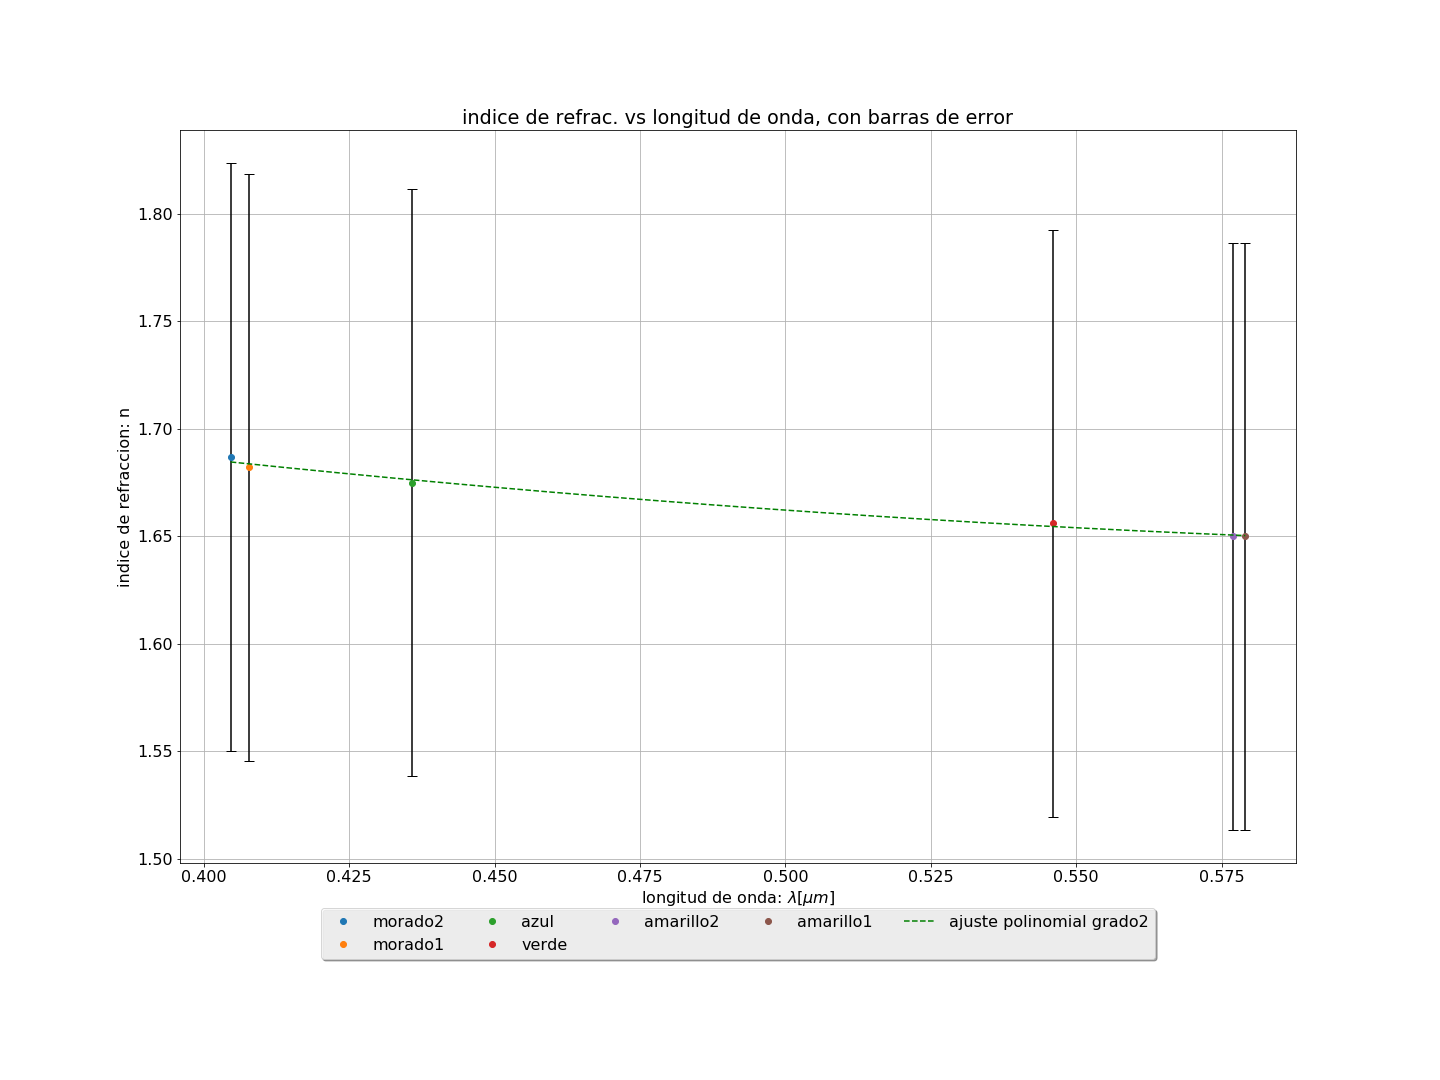 indice de refrac. vs longitud de onda, con barras de error
indice de refraccion: n
1.80
1.75
1.70
1.65
1.60
1.55
1.50
0.400 0.425 0.450 0.475 0.500 0.525 0.550 0.575
longitud de onda: λ[μm]
morado2 azul amarillo2 amarillo1 ajuste polinomial grado2
morado1 verde